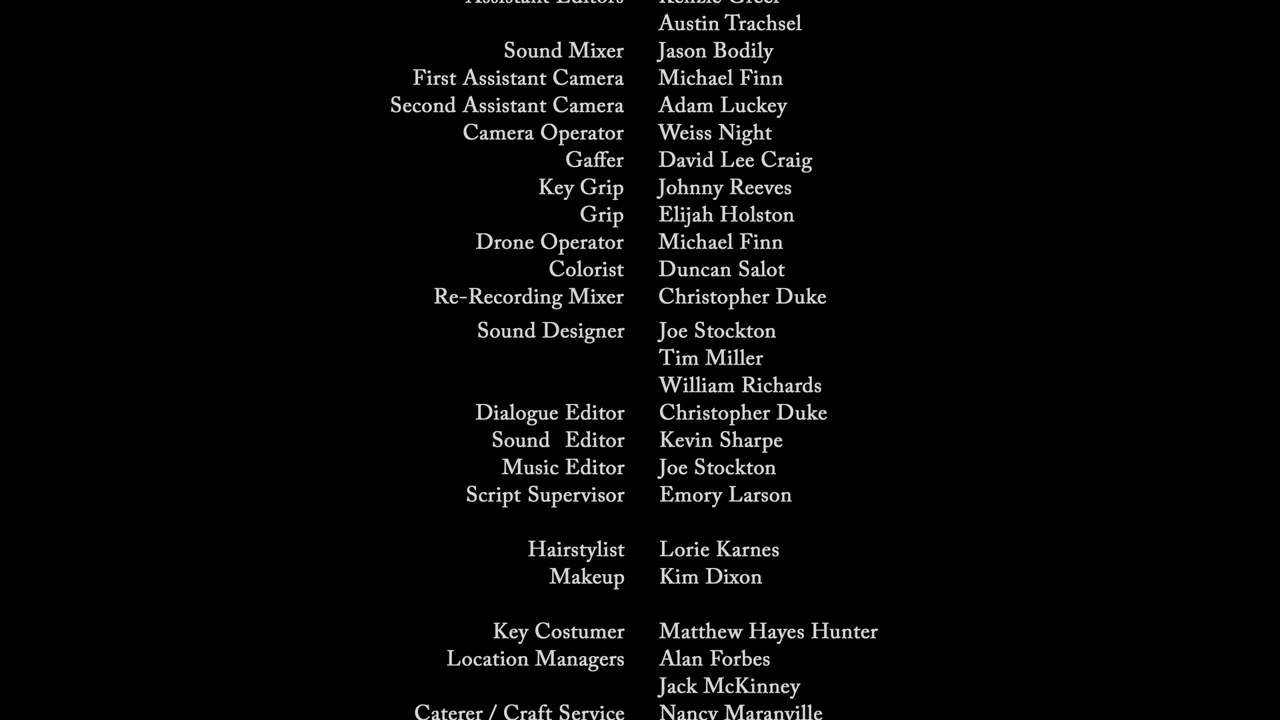 Assistant Editors Kenzie Greer
Austin Trachsel
Sound Mixer Jason Bodily
First Assistant Camera Michael Finn
Second Assistant Camera Adam Luckey
Camera Operator Weiss Night
Gaffer David Lee Craig
Key Grip Johnny Reeves
Grip Elijah Holston
Drone Operator Michael Finn
Colorist Duncan Salot
Re-Recording Mixer Christopher Duke
Sound Designer Joe Stockton
Tim Miller
William Richards
Dialogue Editor Christopher Duke
Sound Editor Kevin Sharpe
Music Editor Joe Stockton
Script Supervisor Emory Larson
Hairstylist Lorie Karnes
Makeup Kim Dixon
Key Costumer Matthew Hayes Hunter
Location Managers Alan Forbes
Jack McKinney
Caterer / Craft Service Nancy Maranville